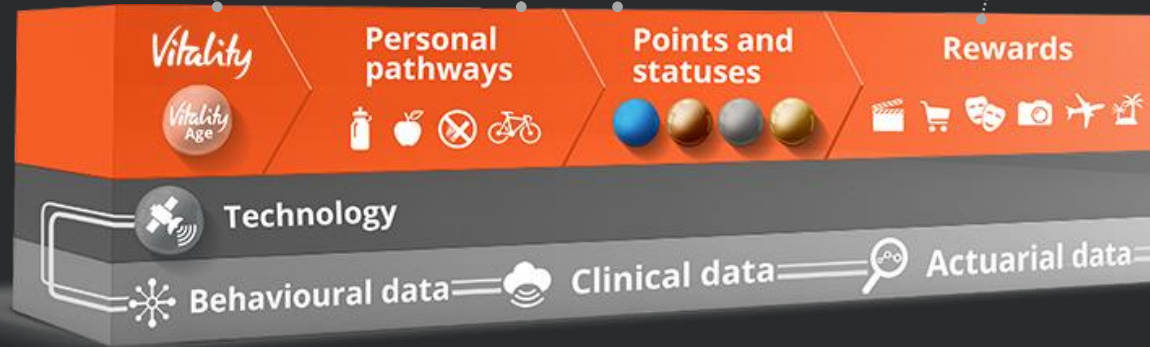 Vitality
Vitality
Age
Personal
pathways
Points and
statuses
Rewards
Technology
Behavioural data
Clinical data
Actuarial data